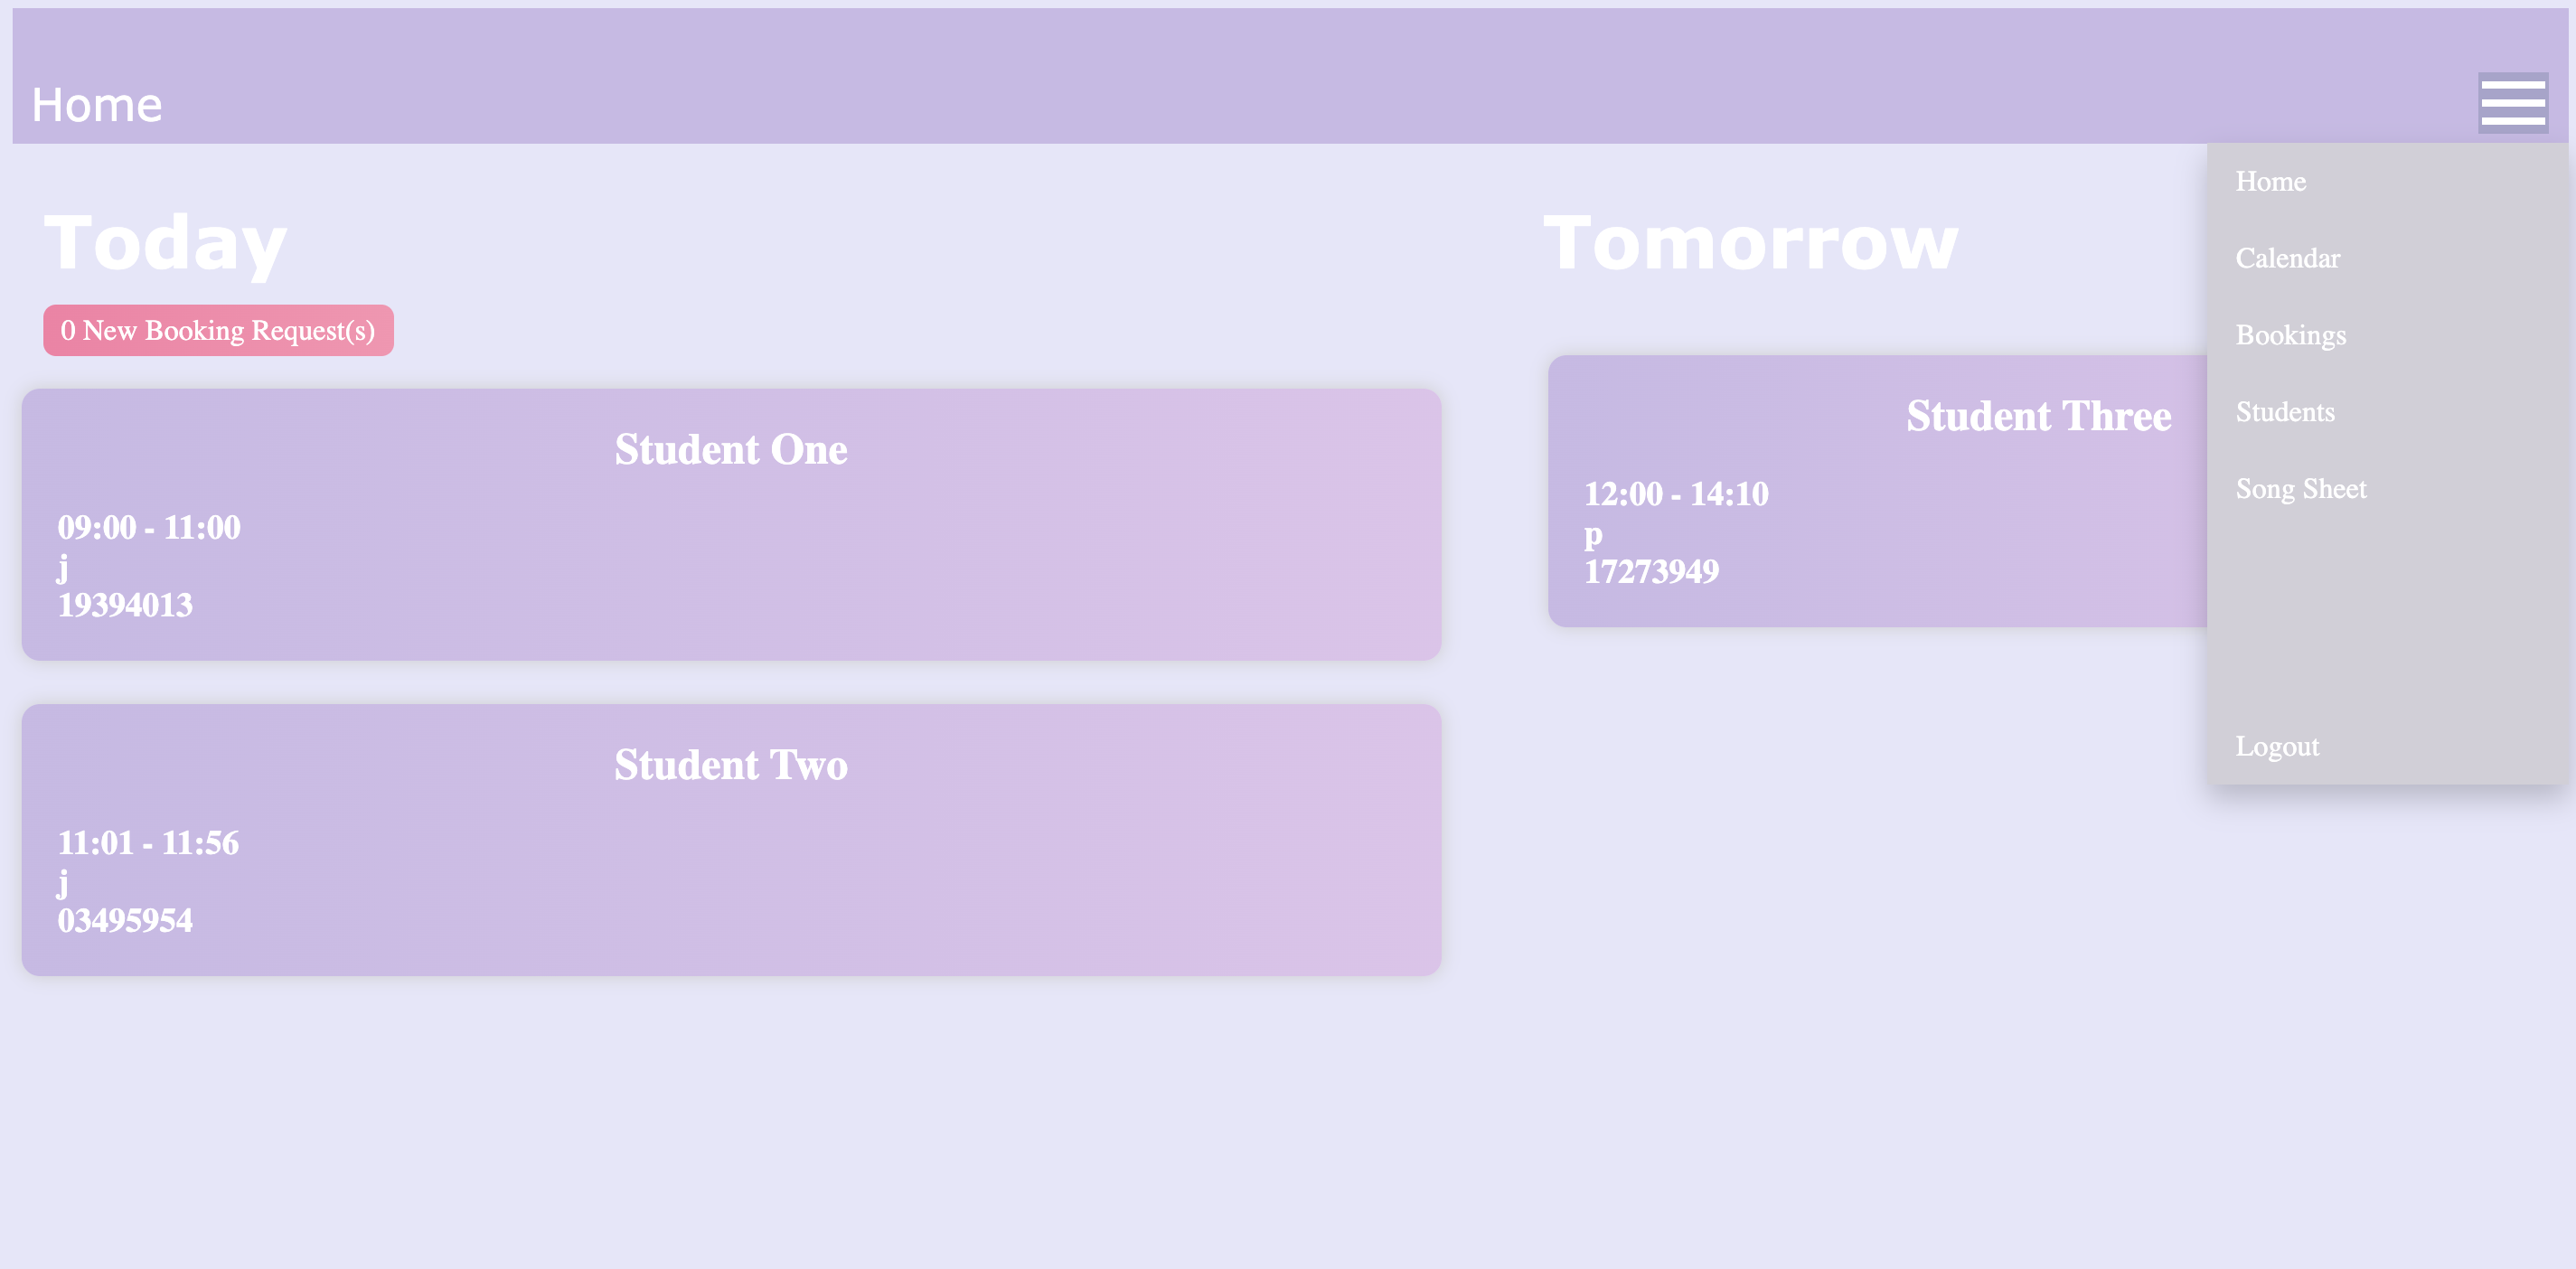 Home
Today
0 New Booking Request(s)
Student One
09:00 - 11:00
j
19394013
Student Two
11:01 - 11:56
j
03495954
Tomorrow
Student Three
12:00 - 14:10
p
17273949
Home
Calendar
Bookings
Students
Song Sheet
Logout